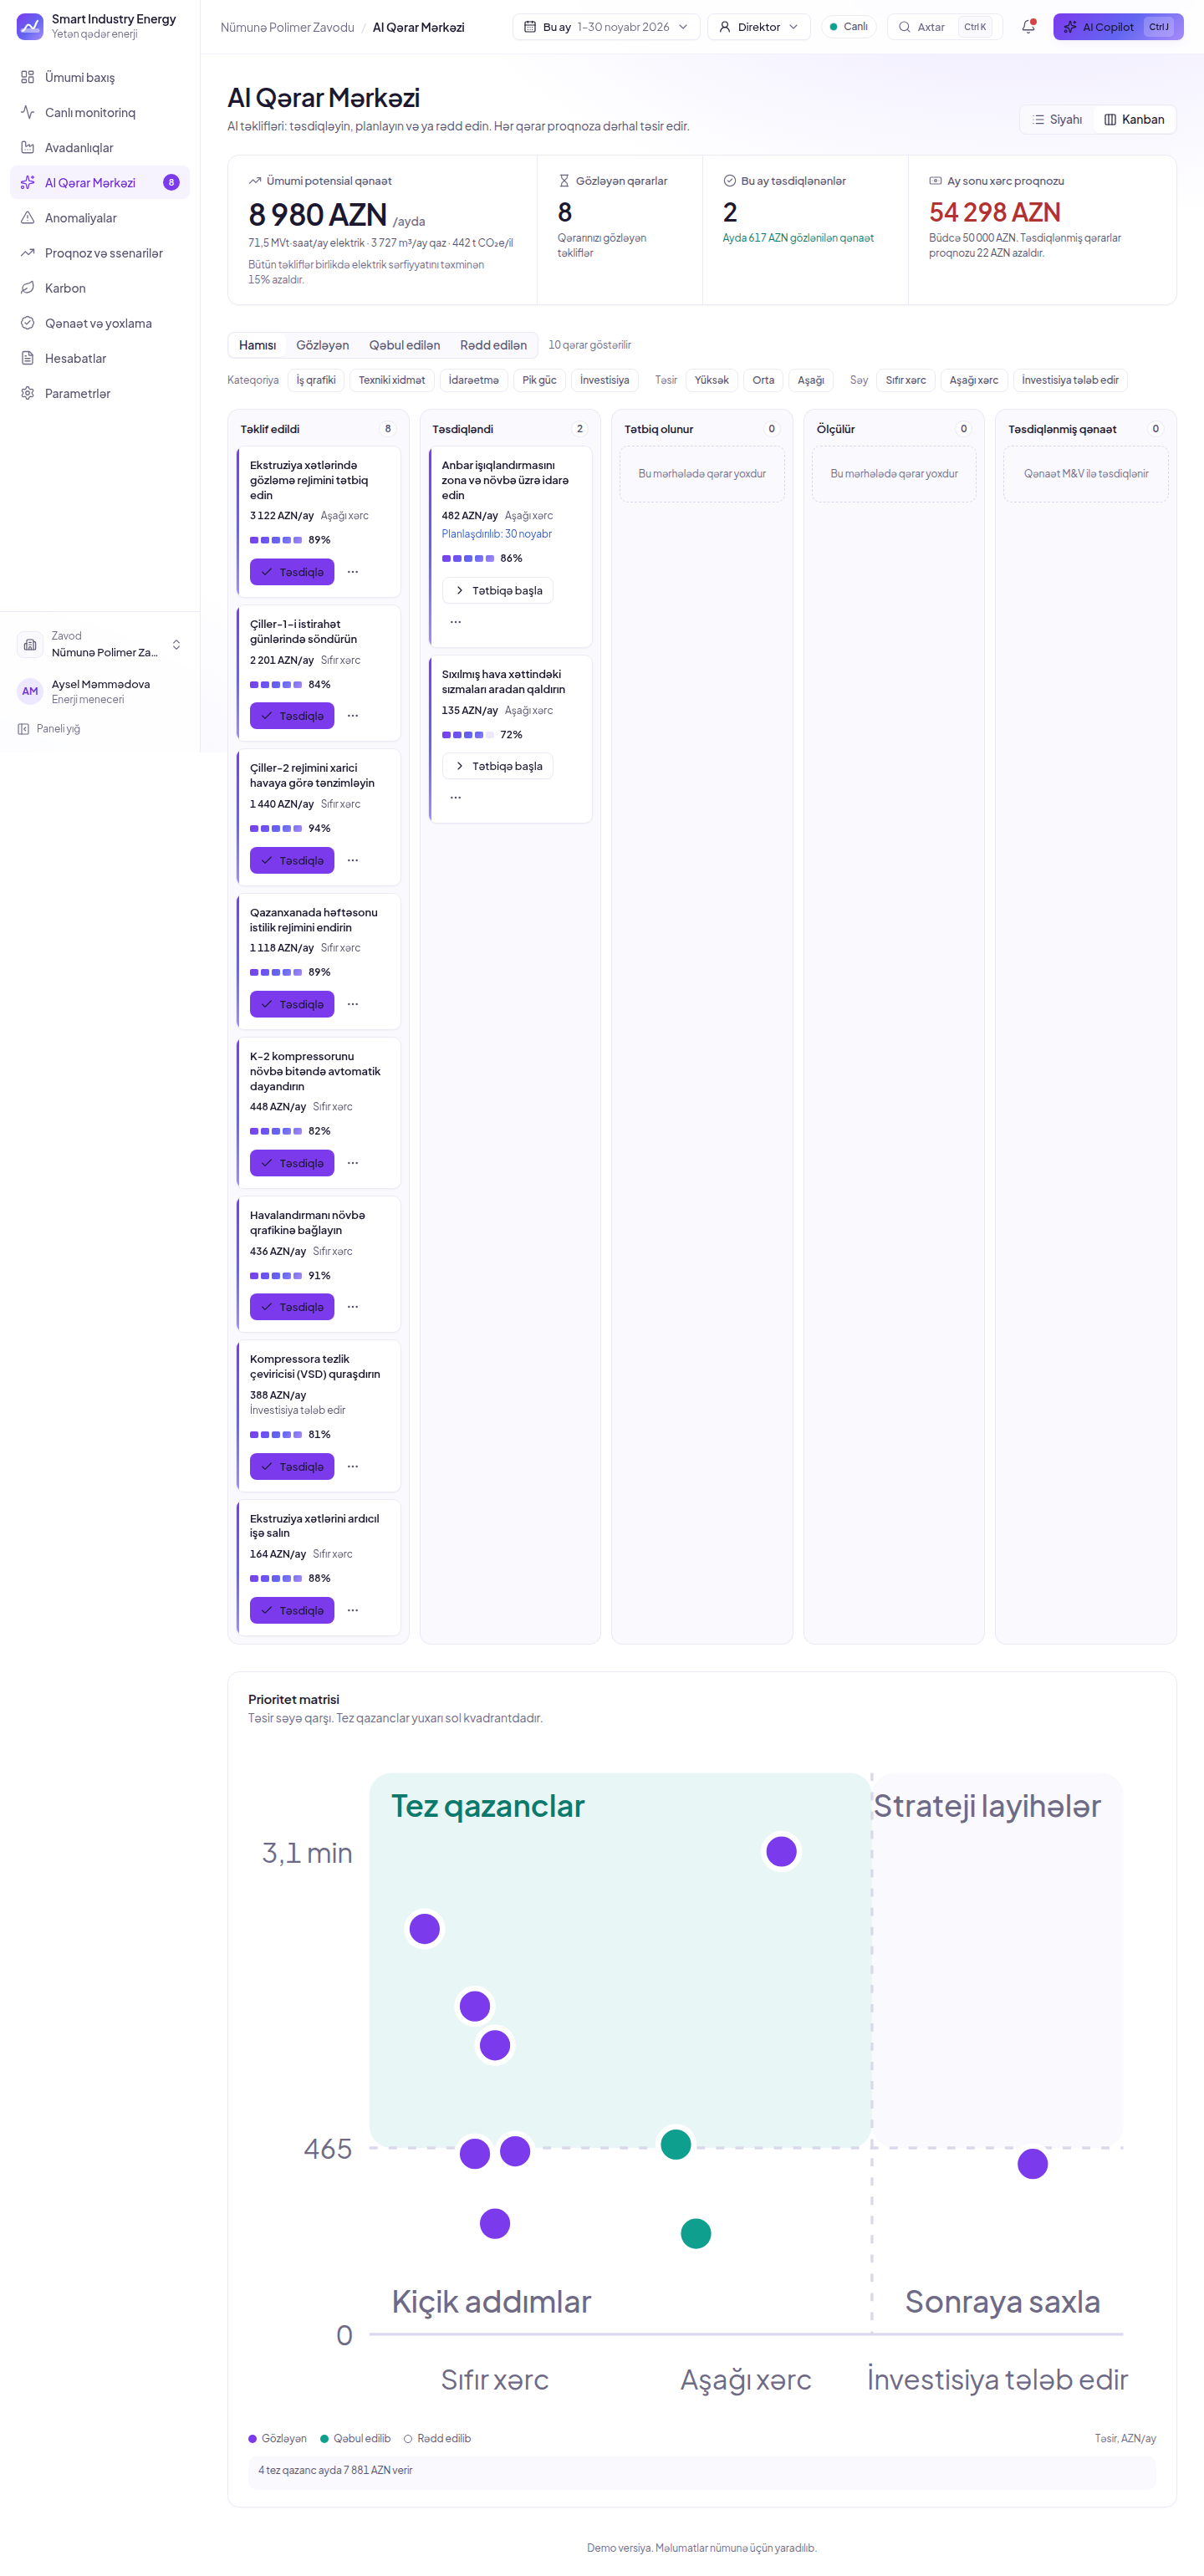 Smart Industry Energy
Yetən qədər enerji
Ümumi baxış
Canlı monitorinq
Avadanlıqlar
AI Qərar Mərkəzi 8
Anomaliyalar
Proqnoz və ssenarilər
Karbon
Qənaət və yoxlama
Hesabatlar
Parametrlər
Zavod
Nümunə Polimer Za...
AM
Aysel Məmmədova
Enerji meneceri
Paneli yığ
Nümunə Polimer Zavodu / AI Qərar Mərkəzi
Bu ay 1–30 noyabr 2026
Direktor
Canlı
Axtar Ctrl K
AI Copilot Ctrl J
AI Qərar Mərkəzi
AI təklifləri: təsdiqləyin, planlayın və ya rədd edin. Hər qərar proqnoza dərhal təsir edir.
Siyahı
Kanban
Ümumi potensial qənaət
8 980 AZN /ayda
71,5 MVt·saat/ay elektrik · 3 727 m³/ay qaz · 442 t CO₂e/il
Bütün təkliflər birlikdə elektrik sərfiyyatını təxminən
15% azaldır.
Gözləyən qərarlar
8
Qərarınızı gözləyən
təkliflər
Bu ay təsdiqlənənlər
2
Ayda 617 AZN gözlənilən qənaət
Ay sonu xərc proqnozu
54 298 AZN
Büdcə 50 000 AZN. Təsdiqlənmiş qərarlar
proqnozu 22 AZN azaldır.
Hamısı
Gözləyən
Qəbul edilən
Rədd edilən
10 qərar göstərilir
Kateqoriya İş qrafiki Texniki xidmət İdarəetmə Pik güc İnvestisiya
Təsir Yüksək Orta Aşağı
Səy Sıfır xərc Aşağı xərc İnvestisiya tələb edir
Təklif edildi 8
Ekstruziya xətlərində
gözləmə rejimini tətbiq
edin
3 122 AZN/ay Aşağı xərc
89%
Təsdiqlə
Çiller-1-i istirahət
günlərində söndürün
2 201 AZN/ay Sıfır xərc
84%
Təsdiqlə
Çiller-2 rejimini xarici
havaya görə tənzimləyin
1 440 AZN/ay Sıfır xərc
94%
Təsdiqlə
Qazanxanada həftəsonu
istilik rejimini endirin
1 118 AZN/ay Sıfır xərc
89%
Təsdiqlə
K-2 kompressorunu
növbə bitəndə avtomatik
dayandırın
448 AZN/ay Sıfır xərc
82%
Təsdiqlə
Havalandırmanı növbə
qrafikinə bağlayın
436 AZN/ay Sıfır xərc
91%
Təsdiqlə
Kompressora tezlik
çeviricisi (VSD) quraşdırın
388 AZN/ay
İnvestisiya tələb edir
81%
Təsdiqlə
Ekstruziya xətlərini ardıcıl
işə salın
164 AZN/ay Sıfır xərc
88%
Təsdiqlə
Təsdiqləndi 2
Anbar işıqlandırmasını
zona və növbə üzrə idarə
edin
482 AZN/ay Aşağı xərc
Planlaşdırılıb: 30 noyabr
86%
Tətbiqə başla
Sıxılmış hava xəttindəki
sızmaları aradan qaldırın
135 AZN/ay Aşağı xərc
72%
Tətbiqə başla
Tətbiq olunur 0
Bu mərhələdə qərar yoxdur
Ölçülür 0
Bu mərhələdə qərar yoxdur
Təsdiqlənmiş qənaət 0
Qənaət M&V ilə təsdiqlənir
Prioritet matrisi
Təsir səyə qarşı. Tez qazanclar yuxarı sol kvadrantdadır.
Tez qazanclar
Strateji layihələr
3,1 min
465
Kiçik addımlar
Sonraya saxla
0
Sıfır xərc
Aşağı xərc
İnvestisiya tələb edir
Gözləyən
Qəbul edilib
Rədd edilib
Təsir, AZN/ay
4 tez qazanc ayda 7 881 AZN verir
Demo versiya. Məlumatlar nümunə üçün yaradılıb.